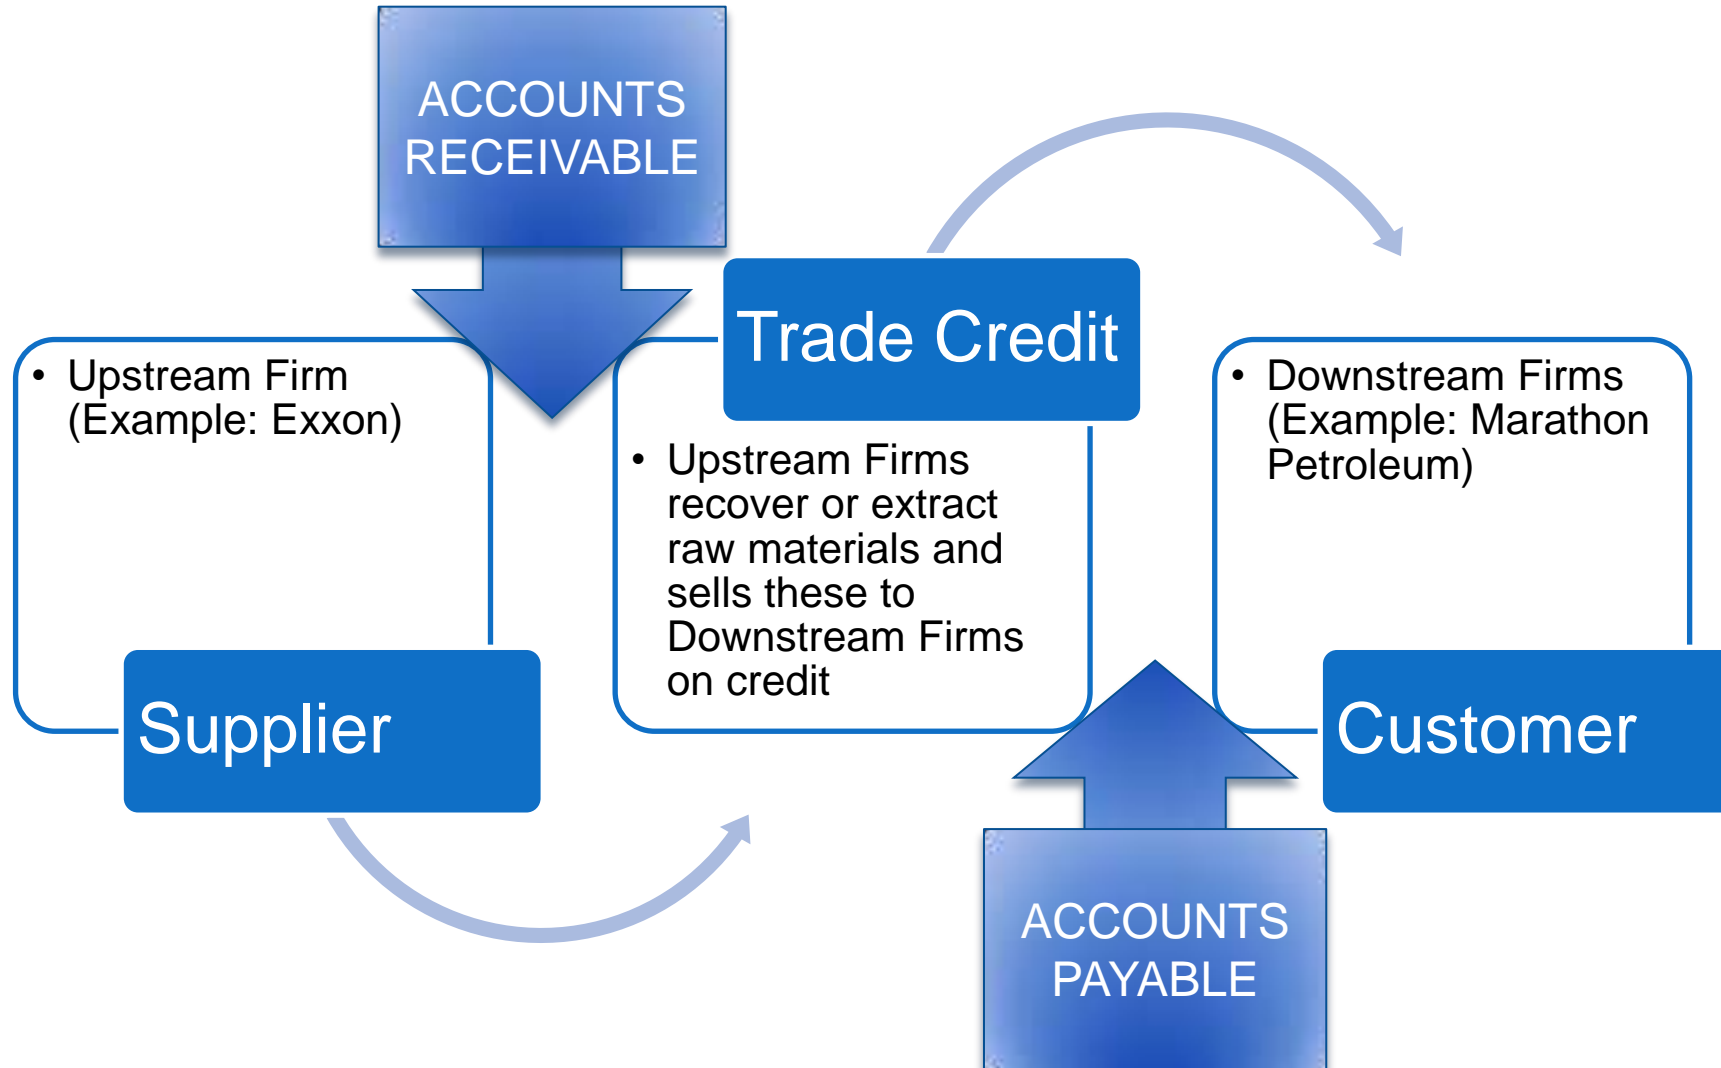 ACCOUNTS
RECEIVABLE
Trade Credit
• Upstream Firm
(Example: Exxon)
Supplier
• Upstream Firms
recover or extract
raw materials and
sells these to
Downstream Firms
on credit
• Downstream Firms
(Example: Marathon
Petroleum)
Customer
ACCOUNTS
PAYABLE